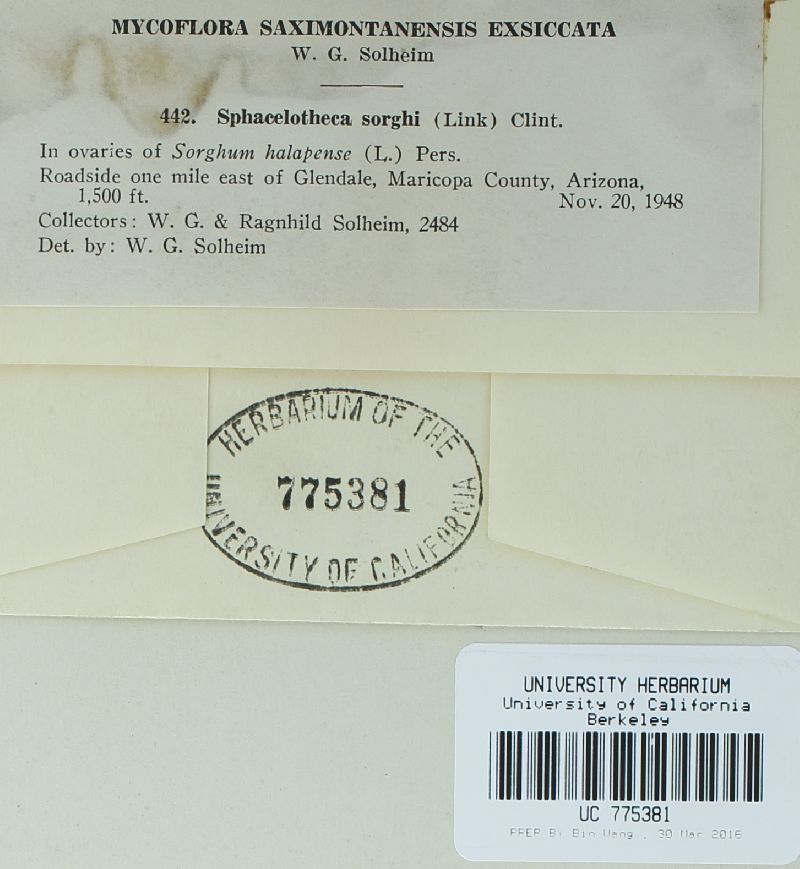 MYCOFLORA SAXIMONTANENSIS EXSICCATA
W. G. Solheim
442. Sphacelotheca sorghi (Link) Clint.
In ovaries of Sorghum halapense (L.) Pers.
Roadside one mile east of Glendale, Maricopa County, Arizona,
1,500 ft. Nov. 20, 1948
Collectors: W. G. & Ragnhild Solheim, 2484
Det. by: W. G. Solheim
HERBARIUM OF THE
775381
UNIVERSITY OF CALIFORNIA
UNIVERSITY HERBARIUM
University of California
Berkeley
UC 775381
PREP By Bin Wang , 30 Mar 2016